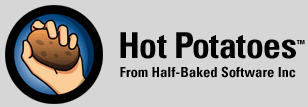 Hot Potatoes™
From Half-Baked Software Inc